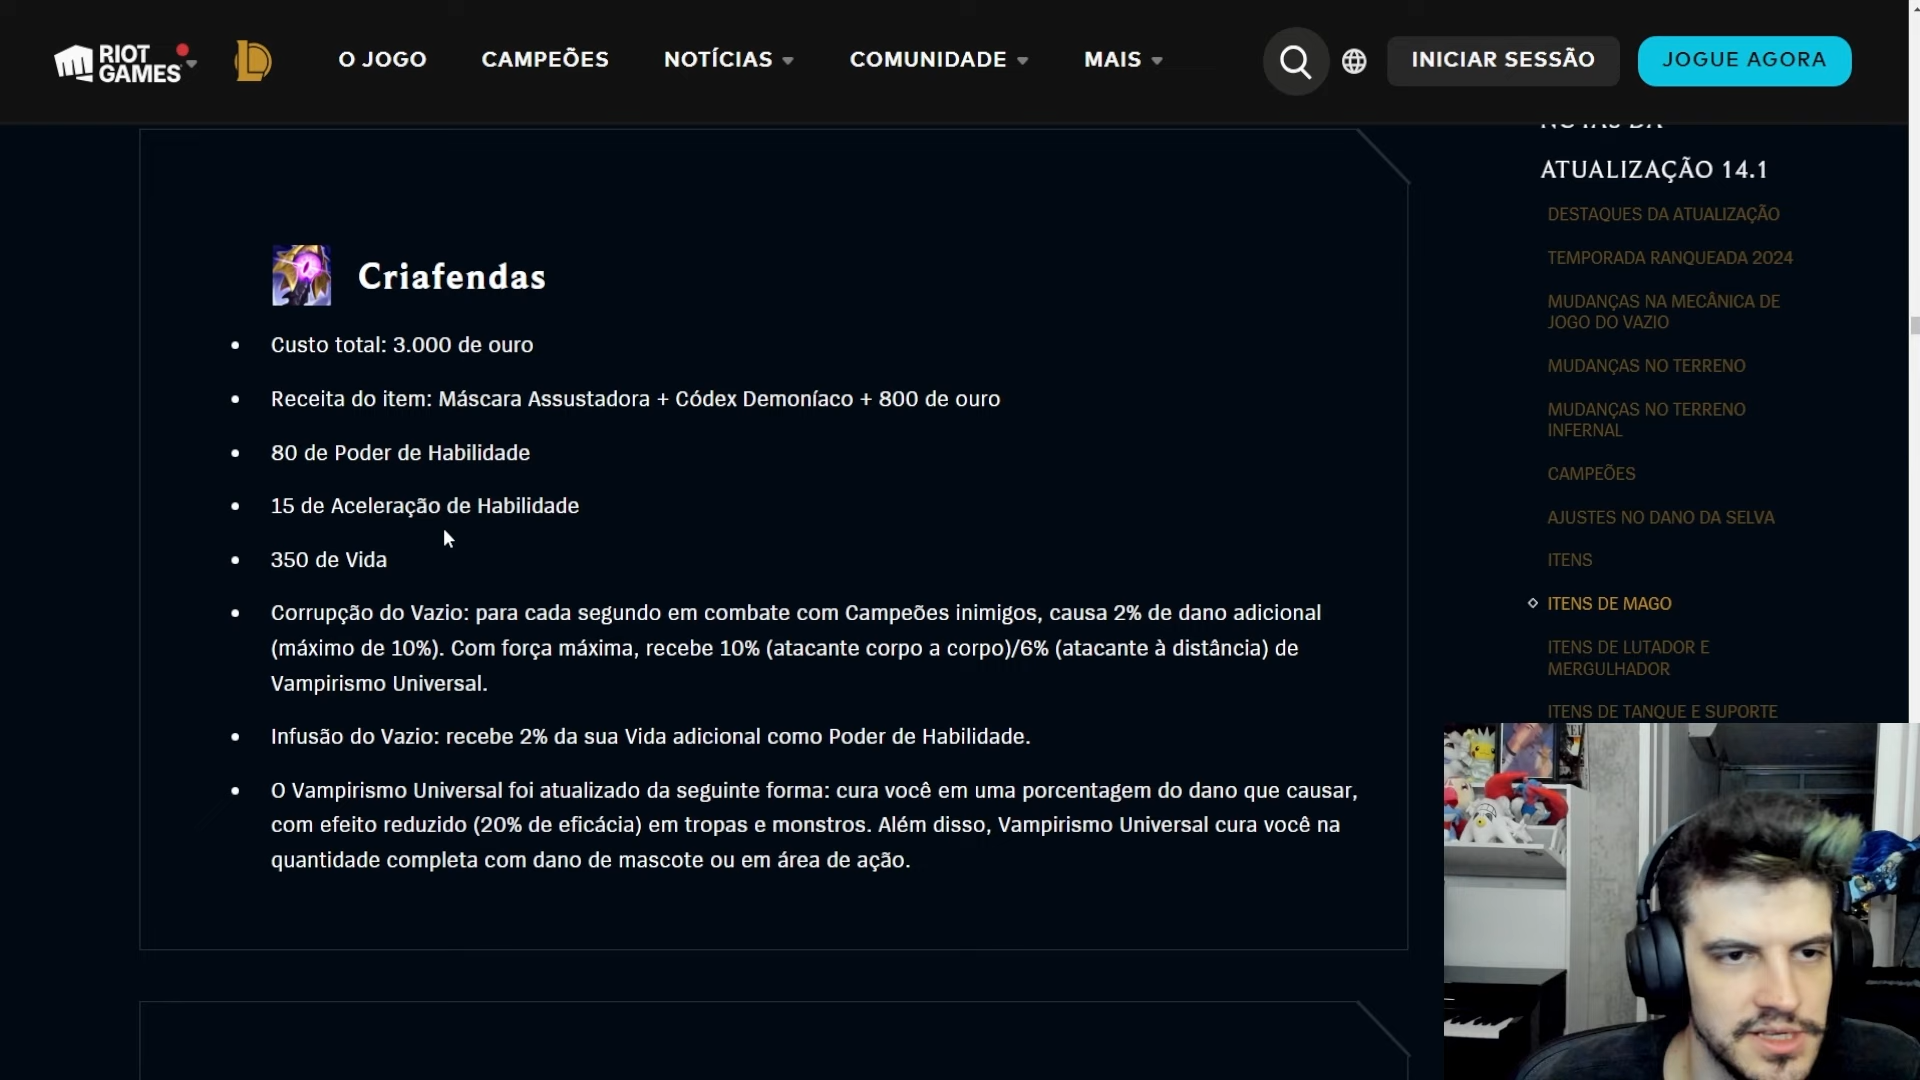 RIOT
GAMES
O JOGO
CAMPEÕES
NOTÍCIAS
COMUNIDADE
MAIS
INICIAR SESSÃO
JOGUE AGORA
Criafendas
Custo total: 3.000 de ouro
Receita do item: Máscara Assustadora + Códex Demoníaco + 800 de ouro
80 de Poder de Habilidade
15 de Aceleração de Habilidade
350 de Vida
Corrupção do Vazio: para cada segundo em combate com Campeões inimigos, causa 2% de dano adicional
(máximo de 10%). Com força máxima, recebe 10% (atacante corpo a corpo)/6% (atacante à distância) de
Vampirismo Universal.
Infusão do Vazio: recebe 2% da sua Vida adicional como Poder de Habilidade.
O Vampirismo Universal foi atualizado da seguinte forma: cura você em uma porcentagem do dano que causar,
com efeito reduzido (20% de eficácia) em tropas e monstros. Além disso, Vampirismo Universal cura você na
quantidade completa com dano de mascote ou em área de ação.
NOTAS DA
ATUALIZAÇÃO 14.1
DESTAQUES DA ATUALIZAÇÃO
TEMPORADA RANQUEADA 2024
MUDANÇAS NA MECÂNICA DE
JOGO DO VAZIO
MUDANÇAS NO TERRENO
MUDANÇAS NO TERRENO
INFERNAL
CAMPEÕES
AJUSTES NO DANO DA SELVA
ITENS
ITENS DE MAGO
ITENS DE LUTADOR E
MERGULHADOR
ITENS DE TANQUE E SUPORTE